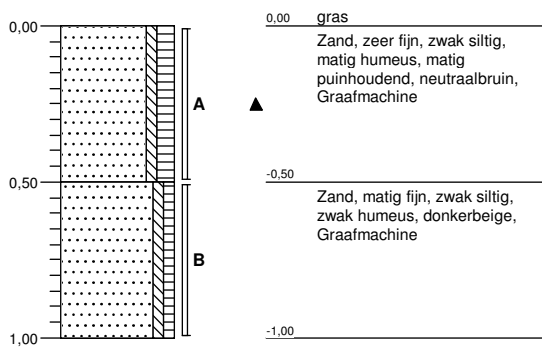 0,00
0,50
1,00
A
B
0,00 gras
Zand, zeer fijn, zwak siltig,
matig humeus, matig
puinhoudend, neutraalbruin,
Graafmachine
-0,50
Zand, matig fijn, zwak siltig,
zwak humeus, donkerbeige,
Graafmachine
-1,00